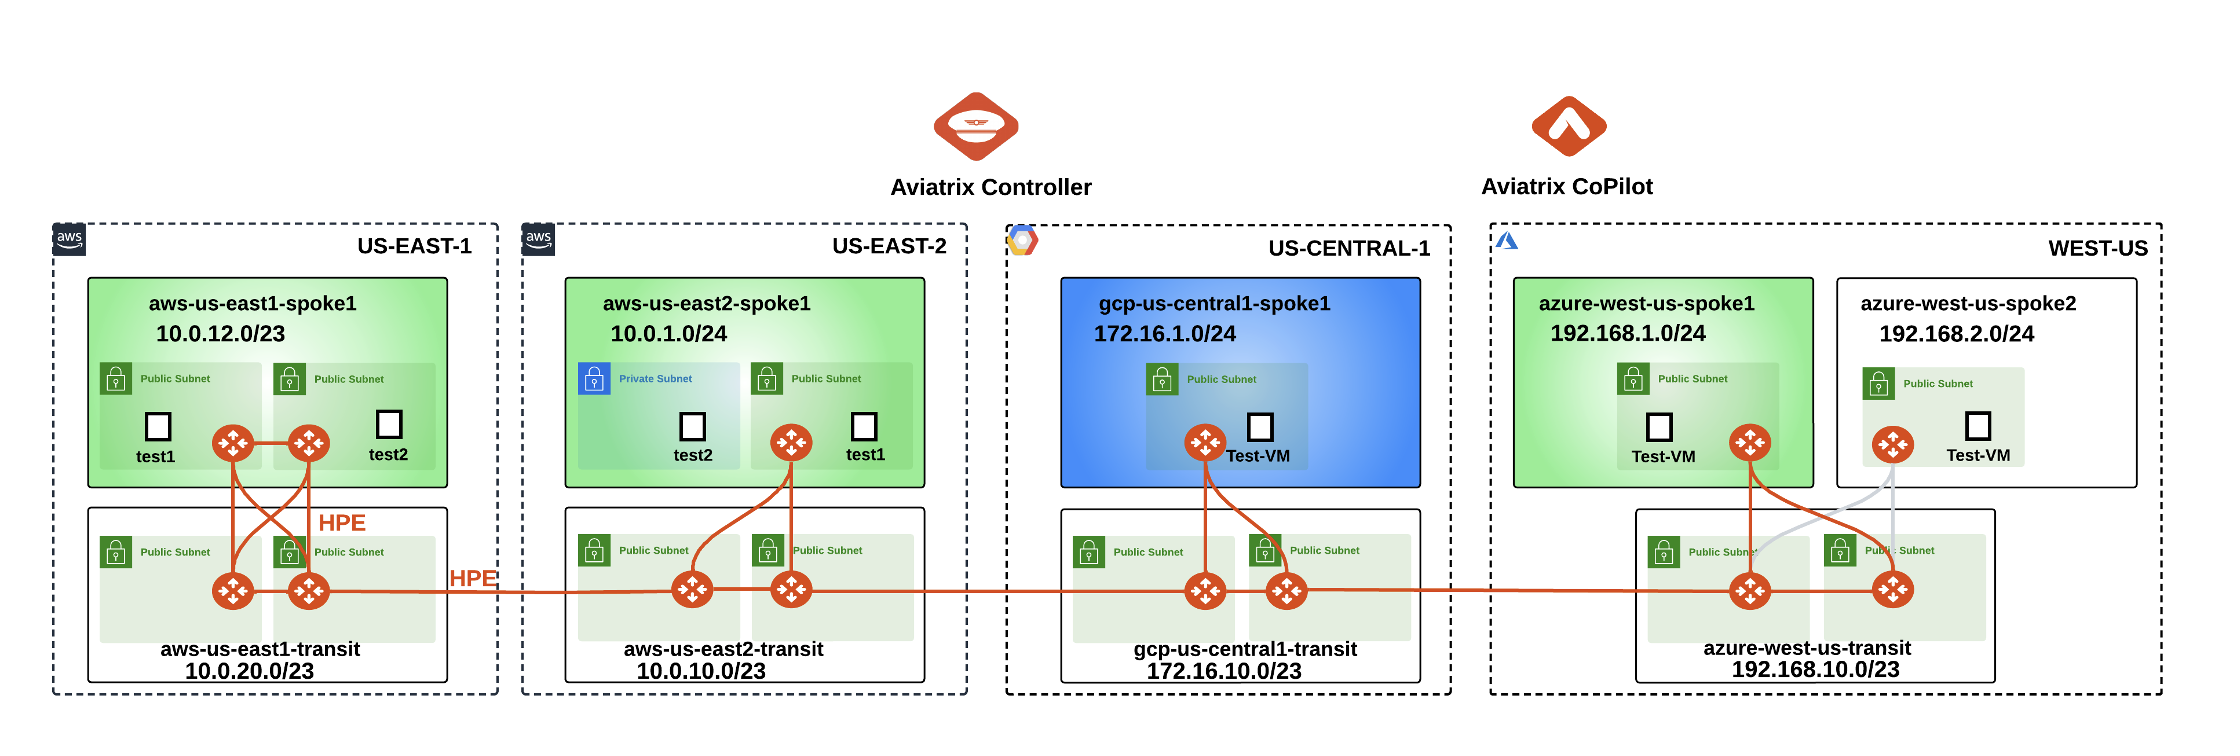 Aviatrix Controller
Aviatrix CoPilot
aws
US-EAST-1
aws-us-east1-spoke1
10.0.12.0/23
Public Subnet
Public Subnet
test1
test2
HPE
Public Subnet
Public Subnet
HPE
aws-us-east1-transit
10.0.20.0/23
aws
US-EAST-2
aws-us-east2-spoke1
10.0.1.0/24
Private Subnet
Public Subnet
test2
test1
Public Subnet
Public Subnet
aws-us-east2-transit
10.0.10.0/23
US-CENTRAL-1
gcp-us-central1-spoke1
172.16.1.0/24
Public Subnet
Test-VM
Public Subnet
Public Subnet
gcp-us-central1-transit
172.16.10.0/23
WEST-US
azure-west-us-spoke1
192.168.1.0/24
Public Subnet
Test-VM
azure-west-us-spoke2
192.168.2.0/24
Public Subnet
Test-VM
Public Subnet
Public Subnet
azure-west-us-transit
192.168.10.0/23